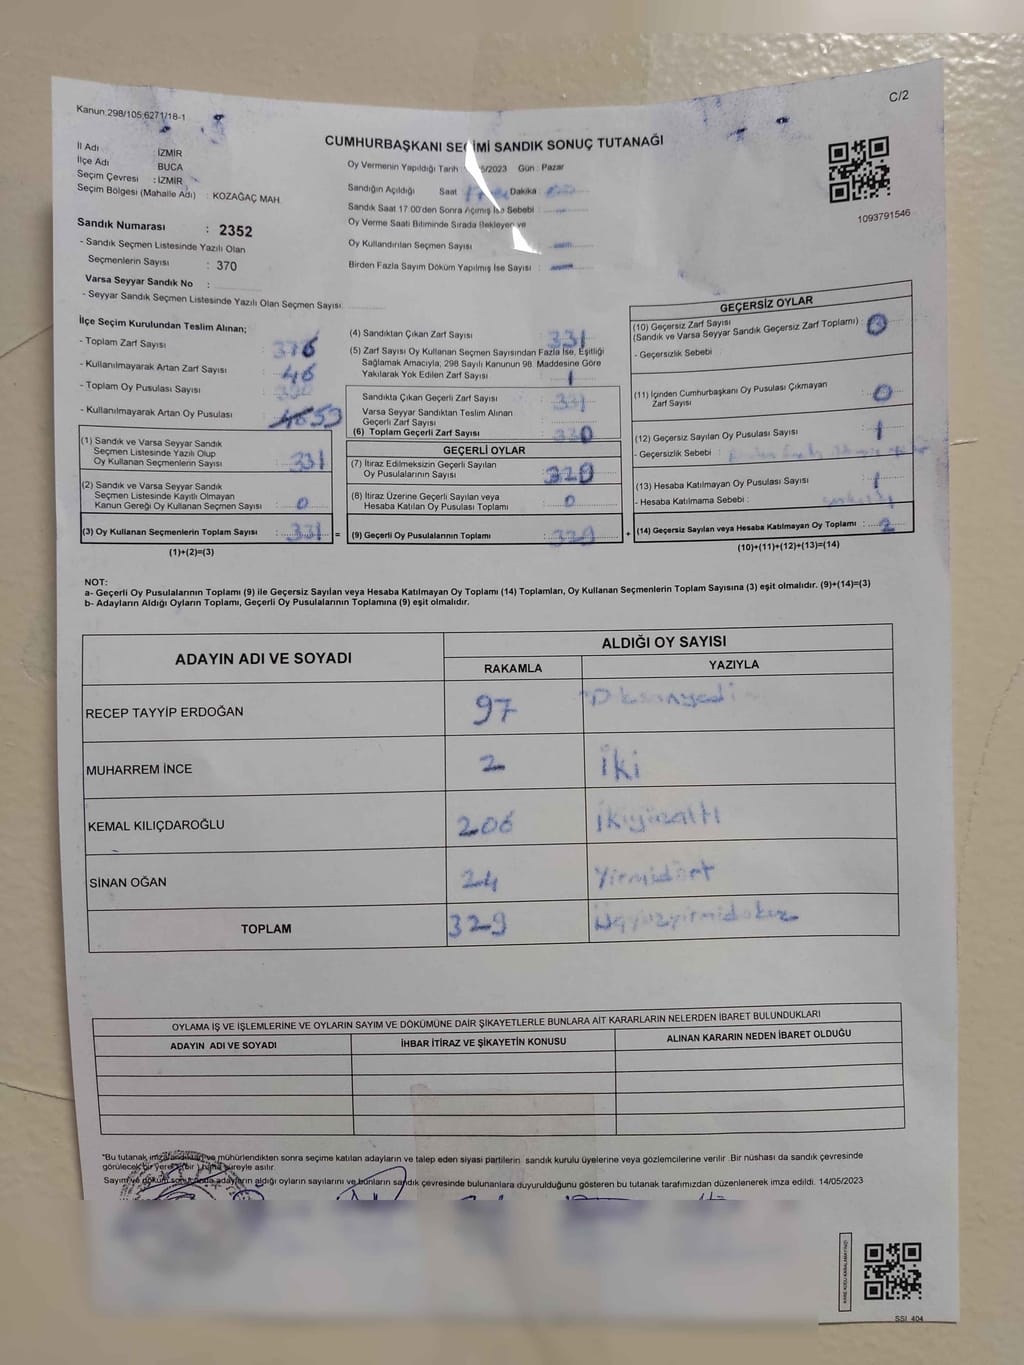 C/2
Kanun:298/105;6271/18-1
CUMHURBAŞKANI SEÇİMİ SANDIK SONUÇ TUTANAĞI
İl Adı İZMİR
İlçe Adı BUCA
Seçim Çevresi : İZMİR
Seçim Bölgesi (Mahalle Adı) : KOZAĞAÇ MAH.
Oy Vermenin Yapıldığı Tarih 5/2023 Gün : Pazar
Sandığın Açıldığı Saat Dakika :
Sandık Saat 17:00'den Sonra Açılmış İse Sebebi :
Oy Verme Saati Bitiminde Sırada Bekleyen ve
Oy Kullandırılan Seçmen Sayısı
Birden Fazla Sayım Döküm Yapılmış İse Sayısı :
1093791546
Sandık Numarası : 2352
- Sandık Seçmen Listesinde Yazılı Olan
Seçmenlerin Sayısı : 370
Varsa Seyyar Sandık No :
- Seyyar Sandık Seçmen Listesinde Yazılı Olan Seçmen Sayısı:
İlçe Seçim Kurulundan Teslim Alınan;
- Toplam Zarf Sayısı :
- Kullanılmayarak Artan Zarf Sayısı : 46
- Toplam Oy Pusulası Sayısı :
- Kullanılmayarak Artan Oy Pusulası :
(1) Sandık ve Varsa Seyyar Sandık
Seçmen Listesinde Yazılı Olup
Oy Kullanan Seçmenlerin Sayısı : 331
(2) Sandık ve Varsa Seyyar Sandık
Seçmen Listesinde Kayıtlı Olmayan
Kanun Gereği Oy Kullanan Seçmen Sayısı : 0
(3) Oy Kullanan Seçmenlerin Toplam Sayısı : 331 =
(1)+(2)=(3)
(4) Sandıktan Çıkan Zarf Sayısı : 331
(5) Zarf Sayısı Oy Kullanan Seçmen Sayısından Fazla İse, Eşitliği
Sağlamak Amacıyla; 298 Sayılı Kanunun 98. Maddesine Göre
Yakılarak Yok Edilen Zarf Sayısı : 1
Sandıkta Çıkan Geçerli Zarf Sayısı : 331
Varsa Seyyar Sandıktan Teslim Alınan
Geçerli Zarf Sayısı :
(6) Toplam Geçerli Zarf Sayısı : 330
GEÇERLİ OYLAR
(7) İtiraz Edilmeksizin Geçerli Sayılan
Oy Pusulalarının Sayısı : 329
(8) İtiraz Üzerine Geçerli Sayılan veya
Hesaba Katılan Oy Pusulası Toplamı : 0
(9) Geçerli Oy Pusulalarının Toplamı : 329 +
GEÇERSİZ OYLAR
(10) Geçersiz Zarf Sayısı
(Sandık ve Varsa Seyyar Sandık Geçersiz Zarf Toplamı) : 0
- Geçersizlik Sebebi :
(11) İçinden Cumhurbaşkanı Oy Pusulası Çıkmayan
Zarf Sayısı : 0
(12) Geçersiz Sayılan Oy Pusulası Sayısı : 1
- Geçersizlik Sebebi :
(13) Hesaba Katılmayan Oy Pusulası Sayısı : 1
- Hesaba Katılmama Sebebi :
(14) Geçersiz Sayılan veya Hesaba Katılmayan Oy Toplamı : 2
(10)+(11)+(12)+(13)=(14)
NOT:
a- Geçerli Oy Pusulalarının Toplamı (9) ile Geçersiz Sayılan veya Hesaba Katılmayan Oy Toplamı (14) Toplamları, Oy Kullanan Seçmenlerin Toplam Sayısına (3) eşit olmalıdır. (9)+(14)=(3)
b- Adayların Aldığı Oyların Toplamı, Geçerli Oy Pusulalarının Toplamına (9) eşit olmalıdır.
ADAYIN ADI VE SOYADI ALDIĞI OY SAYISI
RAKAMLA YAZIYLA
RECEP TAYYİP ERDOĞAN 97 Doksanyedi
MUHARREM İNCE 2 İki
KEMAL KILIÇDAROĞLU 206 İkiyüzaltı
SİNAN OĞAN 24 Yirmidört
TOPLAM 329 Üçyüzyirmidokuz
OYLAMA İŞ VE İŞLEMLERİNE VE OYLARIN SAYIM VE DÖKÜMÜNE DAİR ŞİKAYETLERLE BUNLARA AİT KARARLARIN NELERDEN İBARET BULUNDUKLARI
ADAYIN ADI VE SOYADI İHBAR İTİRAZ VE ŞİKAYETİN KONUSU ALINAN KARARIN NEDEN İBARET OLDUĞU
*Bu tutanak imzalandıktan ve mühürlendikten sonra seçime katılan adayların ve talep eden siyasi partilerin sandık kurulu üyelerine veya gözlemcilerine verilir. Bir nüshası da sandık çevresinde
görülecek bir yere (bir) hafta süreyle asılır.
Sayım ve döküm sonunda adayların aldığı oyların sayılarını ve bunların sandık çevresinde bulunanlara duyurulduğunu gösteren bu tutanak tarafımızdan düzenlenerek imza edildi. 14/05/2023
SSI_404